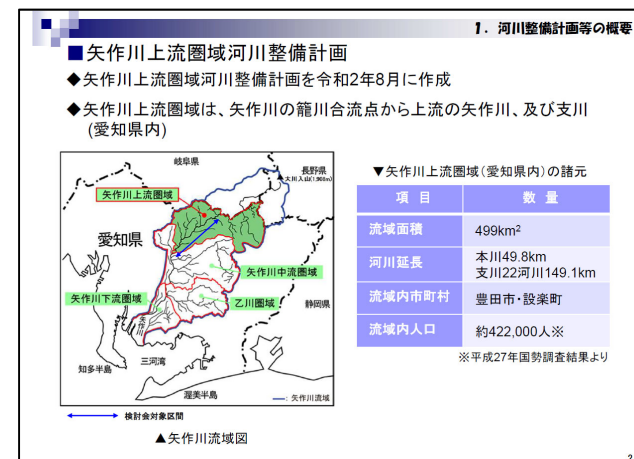 1．河川整備計画等の概要
■矢作川上流圏域河川整備計画
◆矢作川上流圏域河川整備計画を令和2年8月に作成
◆矢作川上流圏域は、矢作川の籠川合流点から上流の矢作川、及び支川
(愛知県内)
岐阜県
長野県
大川入山(1,908m)
矢作川上流圏域
愛知県
矢作川中流圏域
矢作川下流圏域
乙川圏域
静岡県
矢作川
知多半島
三河湾
渥美半島
：矢作川流域
検討会対象区間
▲矢作川流域図
▼矢作川上流圏域(愛知県内)の諸元
項 目 数 量
流域面積 499km²
河川延長 本川49.8km
支川22河川149.1km
流域内市町村 豊田市・設楽町
流域内人口 約422,000人※
※平成27年国勢調査結果より
2